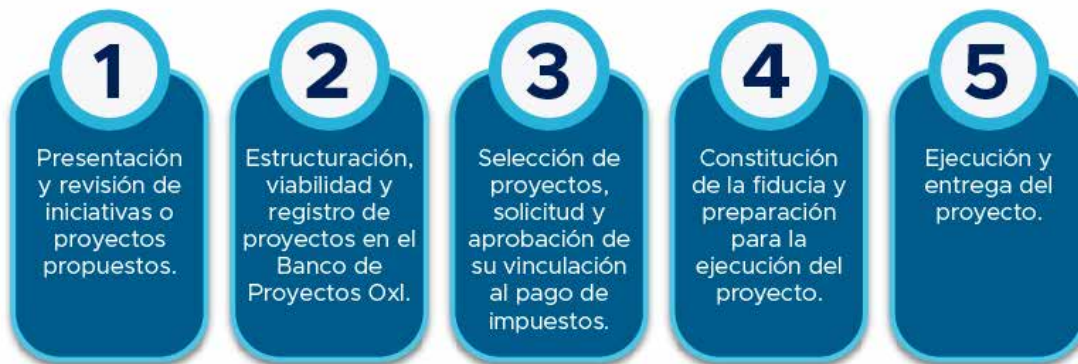 1
Presentación
y revisión de
iniciativas o
proyectos
propuestos.
2
Estructuración,
viabilidad y
registro de
proyectos en el
Banco de
Proyectos OxI.
3
Selección de
proyectos,
solicitud y
aprobación de
su vinculación
al pago de
impuestos.
4
Constitución
de la fiducia y
preparación
para la
ejecución del
proyecto.
5
Ejecución y
entrega del
proyecto.